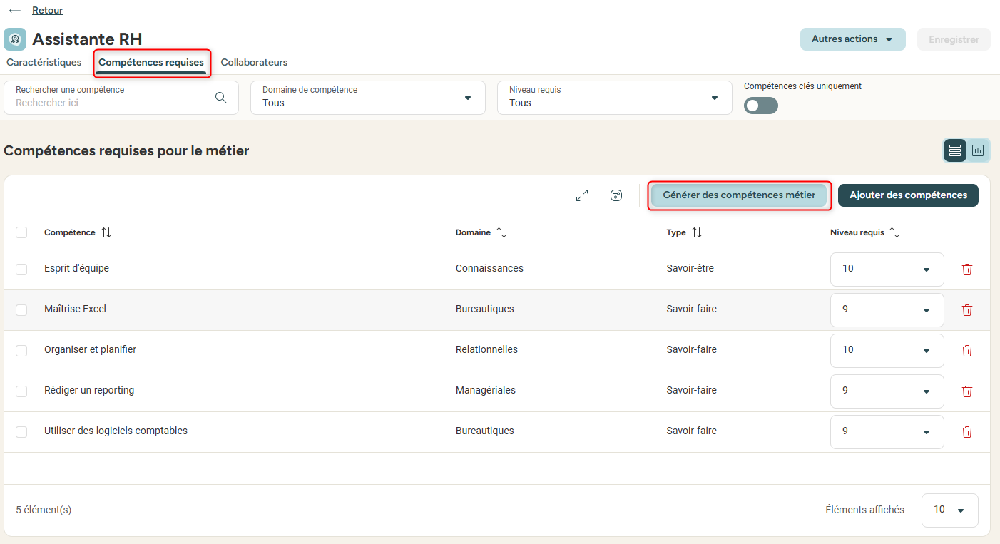 Retour
Assistante RH
Autres actions
Enregistrer
Caractéristiques Compétences requises Collaborateurs
Rechercher une compétence
Rechercher ici
Domaine de compétence
Tous
Niveau requis
Tous
Compétences clés uniquement
Compétences requises pour le métier
Générer des compétences métier
Ajouter des compétences
Compétence Domaine Type Niveau requis
Esprit d'équipe Connaissances Savoir-être 10
Maîtrise Excel Bureautiques Savoir-faire 9
Organiser et planifier Relationnelles Savoir-faire 10
Rédiger un reporting Managériales Savoir-faire 9
Utiliser des logiciels comptables Bureautiques Savoir-faire 9
5 élément(s) Éléments affichés 10